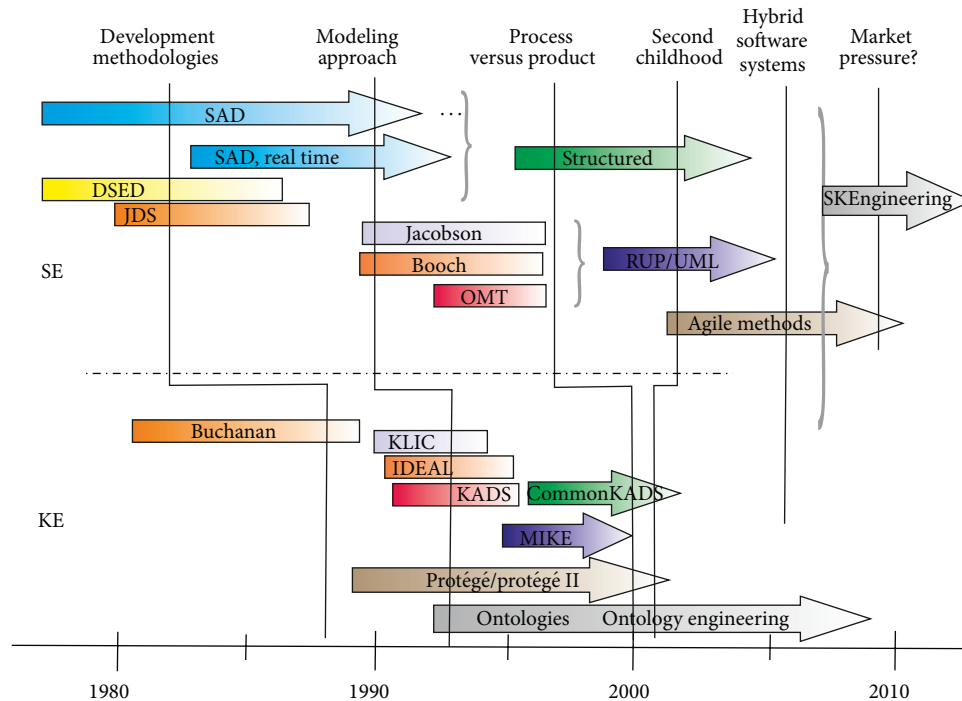 Development
methodologies
Modeling
approach
Process
versus product
Second
childhood
Hybrid
software
systems
Market
pressure?
SAD
...
SAD, real time
Structured
DSED
JDS
SKEngineering
Jacobson
Booch
RUP/UML
SE
OMT
Agile methods
Buchanan
KLIC
IDEAL
KADS
CommonKADS
KE
MIKE
Protégé/protégé II
Ontologies
Ontology engineering
1980
1990
2000
2010